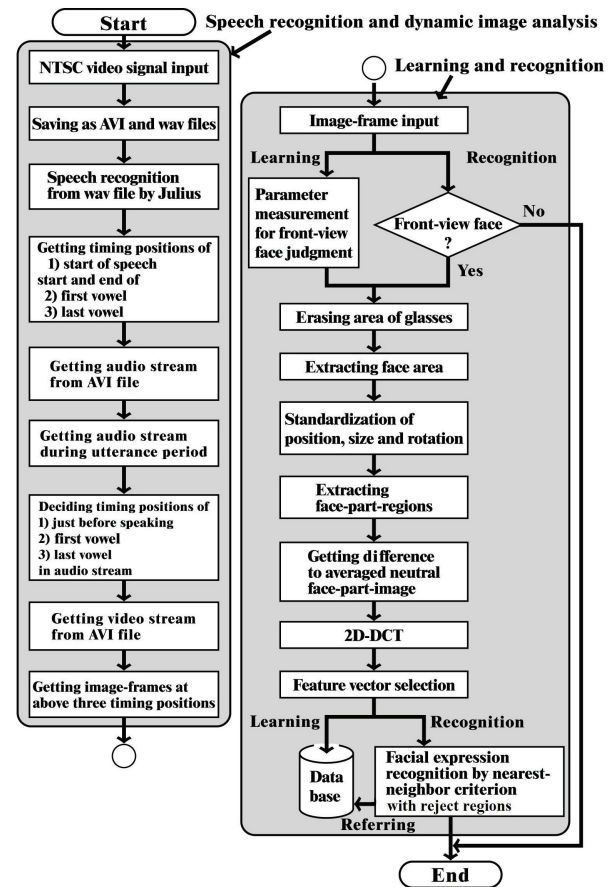 Start
Speech recognition and dynamic image analysis
NTSC video signal input
Saving as AVI and wav files
Speech recognition
from wav file by Julius
Getting timing positions of
1) start of speech
start and end of
2) first vowel
3) last vowel
Getting audio stream
from AVI file
Getting audio stream
during utterance period
Deciding timing positions of
1) just before speaking
2) first vowel
3) last vowel
in audio stream
Getting video stream
from AVI file
Getting image-frames at
above three timing positions
Learning and recognition
Image-frame input
Learning
Recognition
Parameter
measurement
for front-view
face judgment
Front-view face
?
No
Yes
Erasing area of glasses
Extracting face area
Standardization of
position, size and rotation
Extracting
face-part-regions
Getting difference
to averaged neutral
face-part-image
2D-DCT
Feature vector selection
Learning
Recognition
Data
base
Facial expression
recognition by nearest-
neighbor criterion
with reject regions
Referring
End